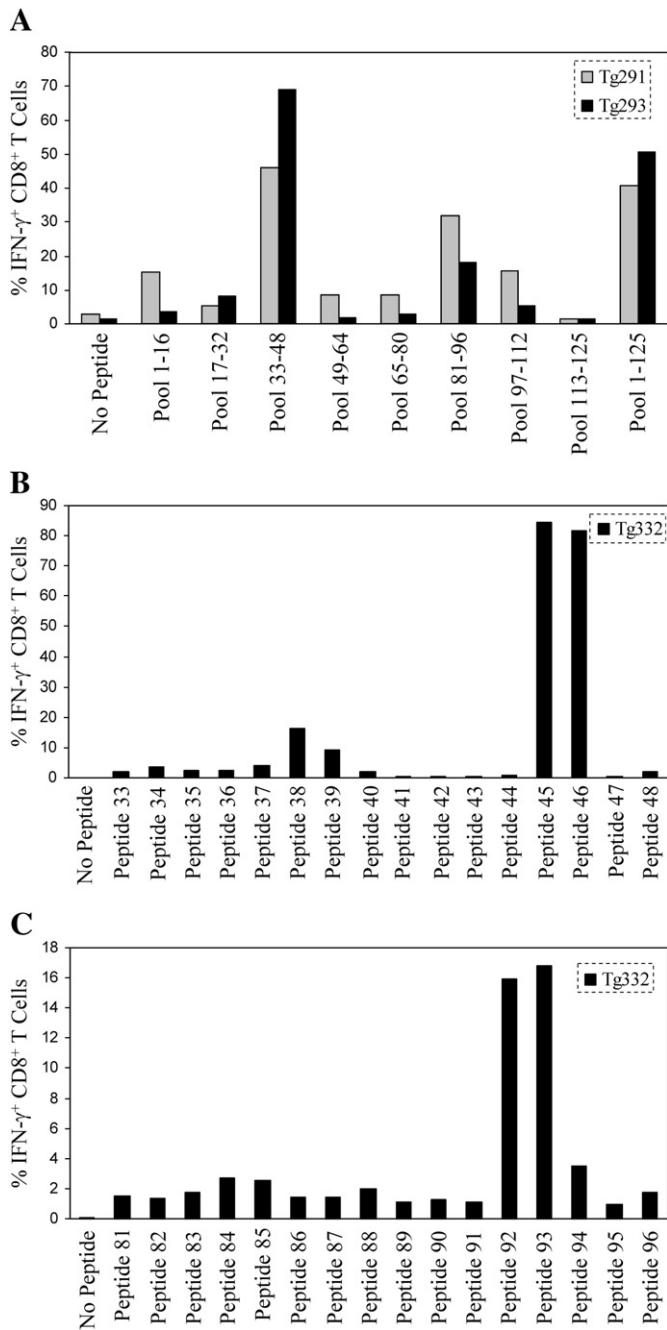 A
% IFN-γ⁺ CD8⁺ T Cells
80
70
60
50
40
30
20
10
0
Tg291
Tg293
No Peptide
Pool 1-16
Pool 17-32
Pool 33-48
Pool 49-64
Pool 65-80
Pool 81-96
Pool 97-112
Pool 113-125
Pool 1-125
B
% IFN-γ⁺ CD8⁺ T Cells
90
80
70
60
50
40
30
20
10
0
Tg332
No Peptide
Peptide 33
Peptide 34
Peptide 35
Peptide 36
Peptide 37
Peptide 38
Peptide 39
Peptide 40
Peptide 41
Peptide 42
Peptide 43
Peptide 44
Peptide 45
Peptide 46
Peptide 47
Peptide 48
C
% IFN-γ⁺ CD8⁺ T Cells
18
16
14
12
10
8
6
4
2
0
Tg332
No Peptide
Peptide 81
Peptide 82
Peptide 83
Peptide 84
Peptide 85
Peptide 86
Peptide 87
Peptide 88
Peptide 89
Peptide 90
Peptide 91
Peptide 92
Peptide 93
Peptide 94
Peptide 95
Peptide 96